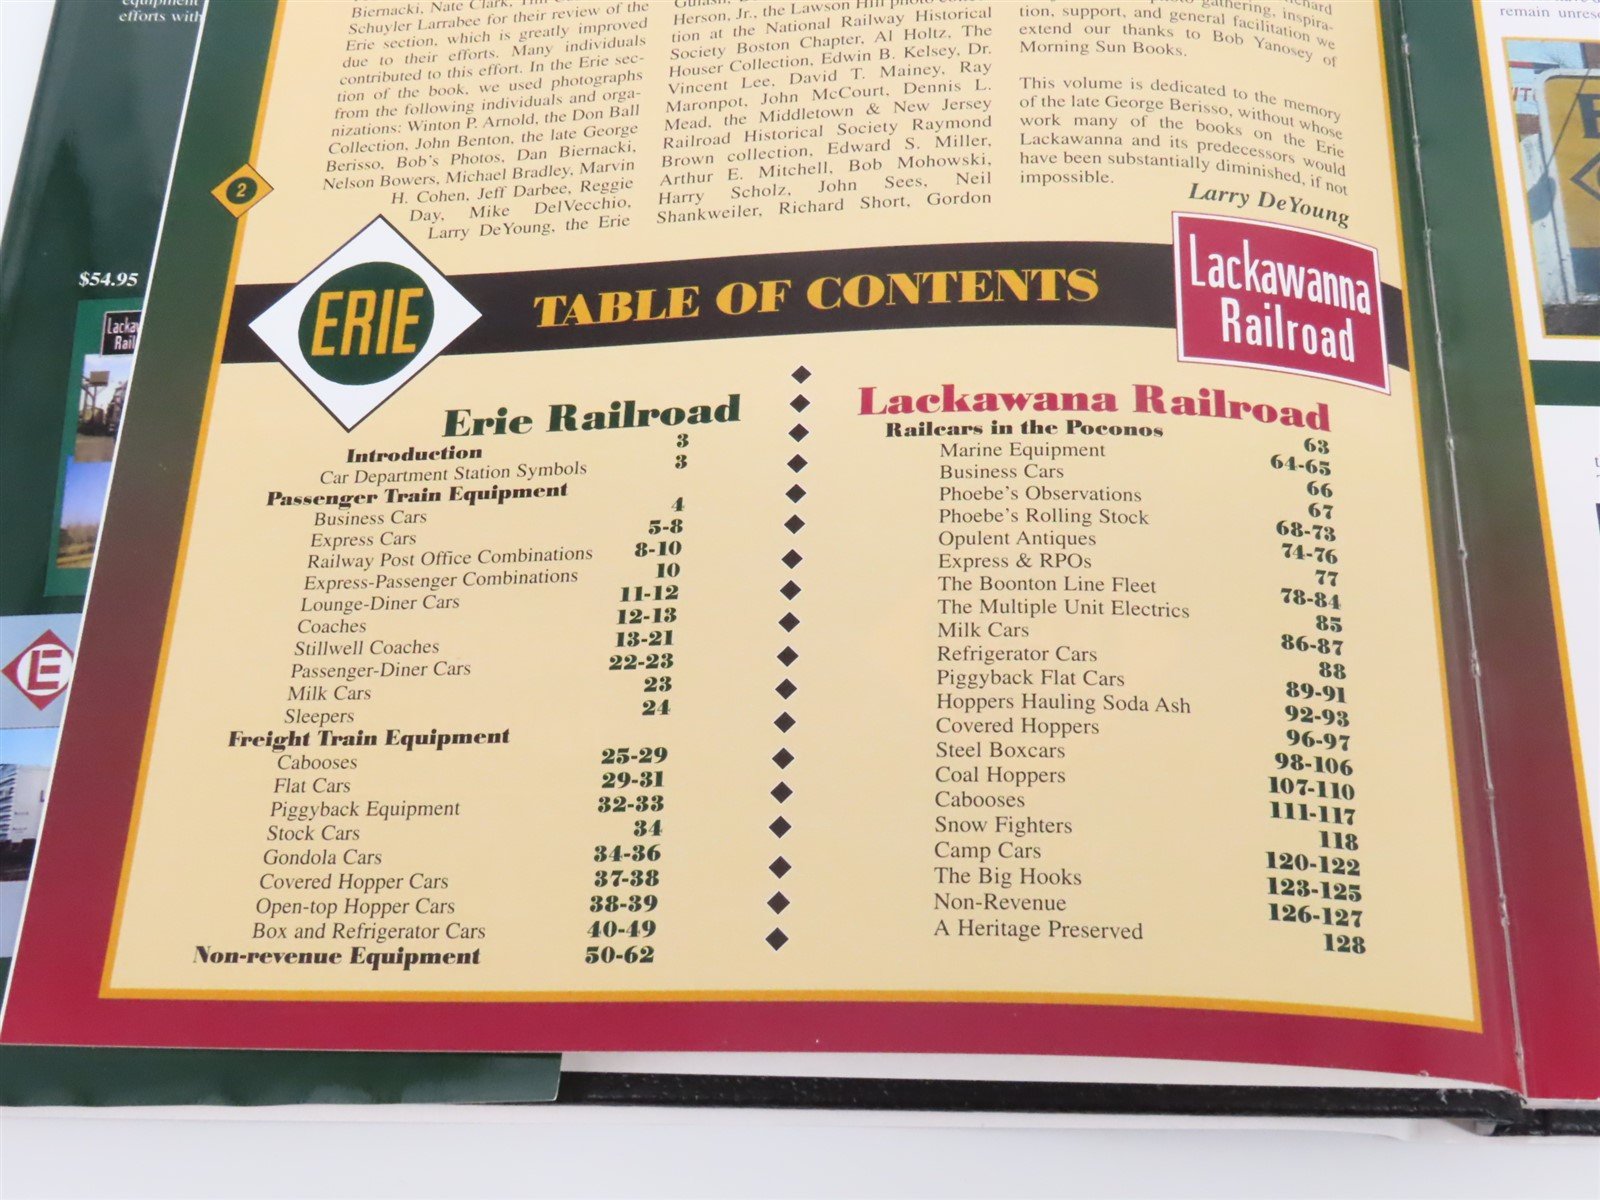 equipment
efforts with
$54.95
Biernacki, Nate Clark,
Schuyler Larrabee for their review of the
Erie section, which is greatly improved
due to their efforts. Many individuals
contributed to this effort. In the Erie sec-
tion of the book, we used photographs
from the following individuals and orga-
nizations: Winton P. Arnold, the Don Ball
Collection, John Benton, the late George
Berisso, Bob's Photos, Dan Biernacki,
Nelson Bowers, Michael Bradley, Marvin
H. Cohen, Jeff Darbee, Reggie
Day, Mike DelVecchio,
Larry DeYoung, the Erie
Herson, Jr., the Lawson Hill photo
tion at the National Railway Historical
Society Boston Chapter, Al Holtz, The
Houser Collection, Edwin B. Kelsey, Dr.
Vincent Lee, David T. Mainey, Ray
Maronpot, John McCourt, Dennis L.
Mead, the Middletown & New Jersey
Railroad Historical Society Raymond
Brown collection, Edward S. Miller,
Arthur E. Mitchell, Bob Mohowski,
Harry Scholz, John Sees, Neil
Shankweiler, Richard Short, Gordon
photo gathering, inspira-
tion, support, and general facilitation we
extend our thanks to Bob Yanosey of
Morning Sun Books.
This volume is dedicated to the memory
of the late George Berisso, without whose
work many of the books on the Erie
Lackawanna and its predecessors would
have been substantially diminished, if not
impossible.
Larry DeYoung
2
remain
ERIE
TABLE OF CONTENTS
Lackawanna
Railroad
Erie Railroad
Introduction 3
Car Department Station Symbols 3
Passenger Train Equipment
Business Cars 4
Express Cars 5-8
Railway Post Office Combinations 8-10
Express-Passenger Combinations 10
Lounge-Diner Cars 11-12
Coaches 12-13
Stillwell Coaches 13-21
Passenger-Diner Cars 22-23
Milk Cars 23
Sleepers 24
Freight Train Equipment
Cabooses 25-29
Flat Cars 29-31
Piggyback Equipment 32-33
Stock Cars 34
Gondola Cars 34-36
Covered Hopper Cars 37-38
Open-top Hopper Cars 38-39
Box and Refrigerator Cars 40-49
Non-revenue Equipment 50-62
Lackawana Railroad
Railcars in the Poconos 63
Marine Equipment 64-65
Business Cars 66
Phoebe's Observations 67
Phoebe's Rolling Stock 68-73
Opulent Antiques 74-76
Express & RPOs 77
The Boonton Line Fleet 78-84
The Multiple Unit Electrics 85
Milk Cars 86-87
Refrigerator Cars 88
Piggyback Flat Cars 89-91
Hoppers Hauling Soda Ash 92-93
Covered Hoppers 96-97
Steel Boxcars 98-106
Coal Hoppers 107-110
Cabooses 111-117
Snow Fighters 118
Camp Cars 120-122
The Big Hooks 123-125
Non-Revenue 126-127
A Heritage Preserved 128